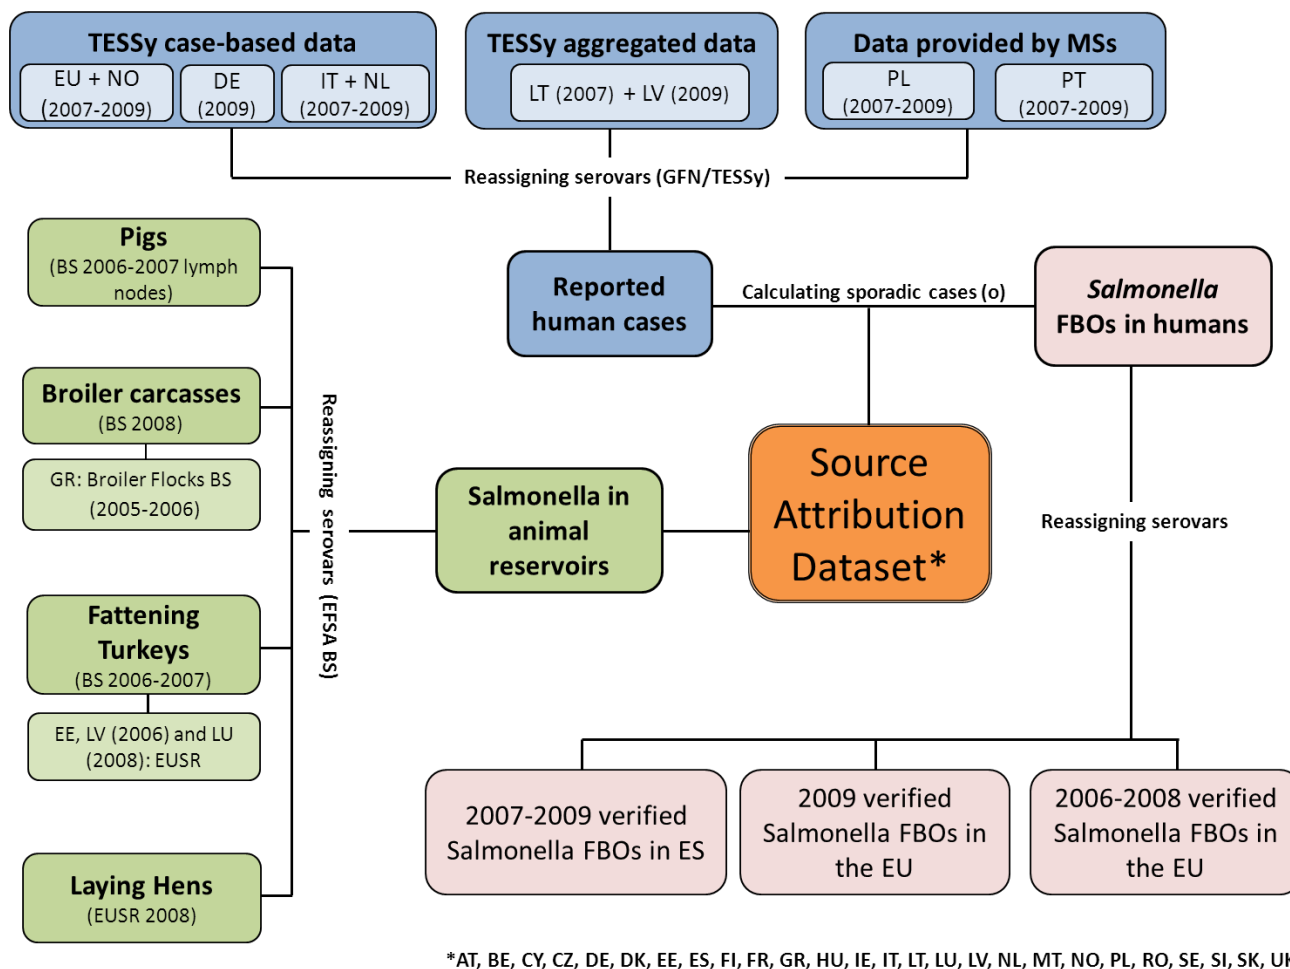 TESSy case-based data
EU + NO
(2007-2009)
DE
(2009)
IT + NL
(2007-2009)
TESSy aggregated data
LT (2007) + LV (2009)
Data provided by MSs
PL
(2007-2009)
PT
(2007-2009)
Reassigning serovars (GFN/TESSy)
Pigs
(BS 2006-2007 lymph
nodes)
Reported
human cases
Calculating sporadic cases (o)
Salmonella
FBOs in humans
Broiler carcasses
(BS 2008)
GR: Broiler Flocks BS
(2005-2006)
Reassigning serovars (EFSA BS)
Salmonella in
animal
reservoirs
Source
Attribution
Dataset*
Reassigning serovars
Fattening
Turkeys
(BS 2006-2007)
EE, LV (2006) and LU
(2008): EUSR
Laying Hens
(EUSR 2008)
2007-2009 verified
Salmonella FBOs in ES
2009 verified
Salmonella FBOs in
the EU
2006-2008 verified
Salmonella FBOs in
the EU
*AT, BE, CY, CZ, DE, DK, EE, ES, FI, FR, GR, HU, IE, IT, LT, LU, LV, NL, MT, NO, PL, RO, SE, SI, SK, UK